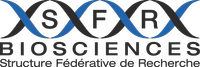 SFR
BIOSCIENCES
Structure Fédérative de Recherche